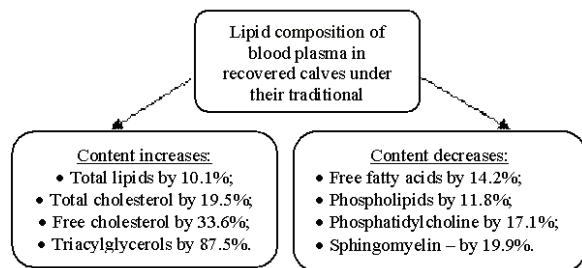 Lipid composition of
blood plasma in
recovered calves under
their traditional
Content increases:
• Total lipids by 10.1%;
• Total cholesterol by 19.5%;
• Free cholesterol by 33.6%;
• Triacylglycerols by 87.5%.
Content decreases:
• Free fatty acids by 14.2%;
• Phospholipids by 11.8%;
• Phosphatidylcholine by 17.1%;
• Sphingomyelin – by 19.9%.